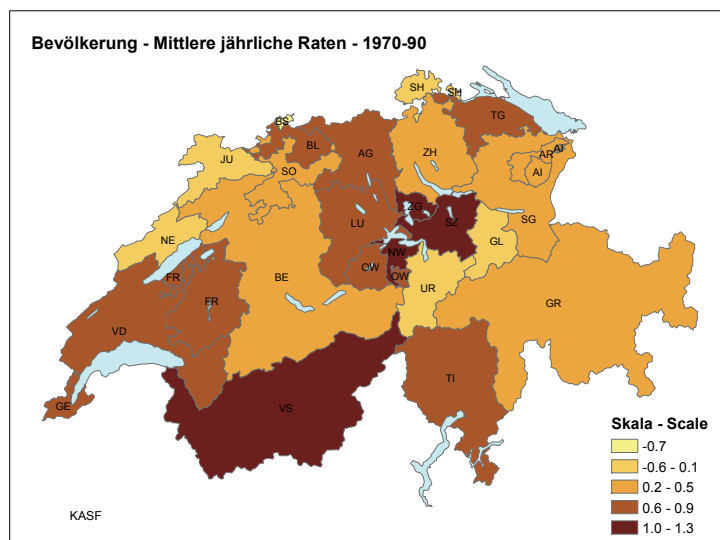 Bevölkerung - Mittlere jährliche Raten - 1970-90
SH
SH
BS
TG
BL
AI
AR
JU
AG
ZH
SO
AI
ZG
LU
SZ
SG
NE
GL
NW
OW
FR
OW
BE
UR
FR
GR
VD
TI
GE
VS
Skala - Scale
-0.7
-0.6 - 0.1
0.2 - 0.5
0.6 - 0.9
1.0 - 1.3
KASF